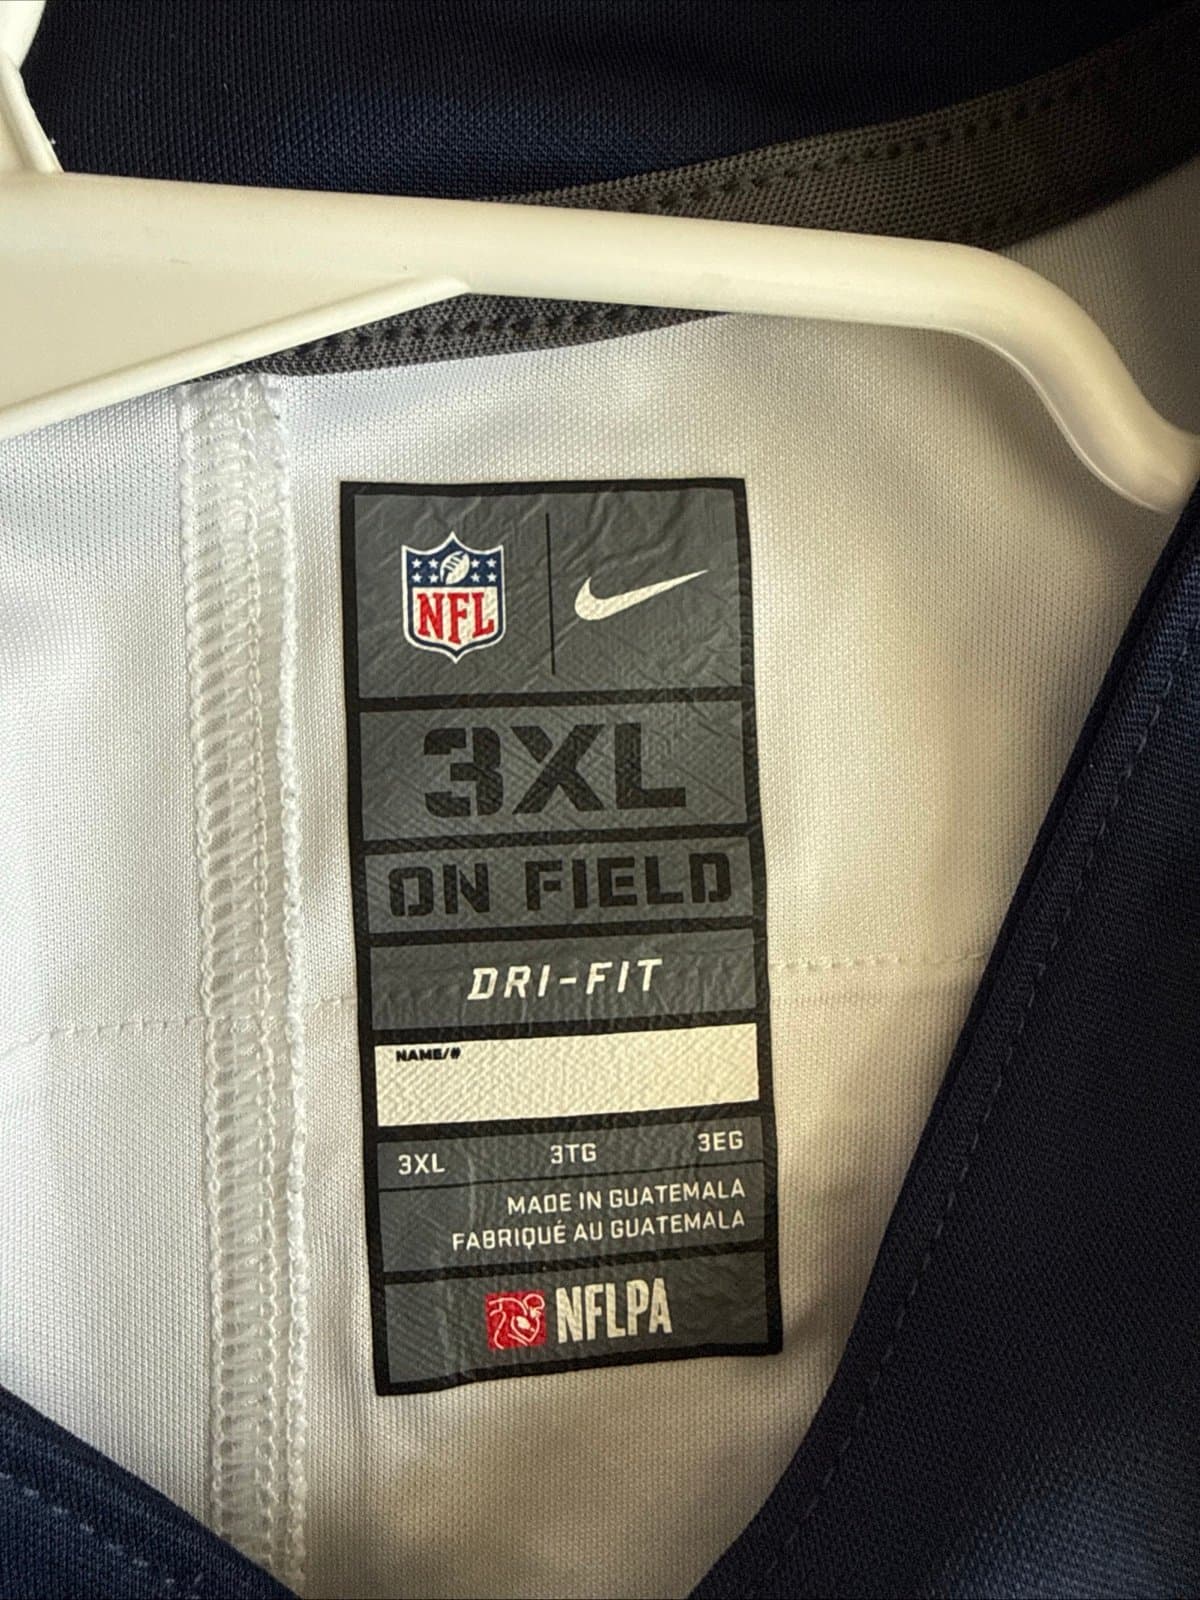 NFL
3XL
ON FIELD
DRI-FIT
NAME/#
3XL 3TG 3EG
MADE IN GUATEMALA
FABRIQUÉ AU GUATEMALA
NFLPA